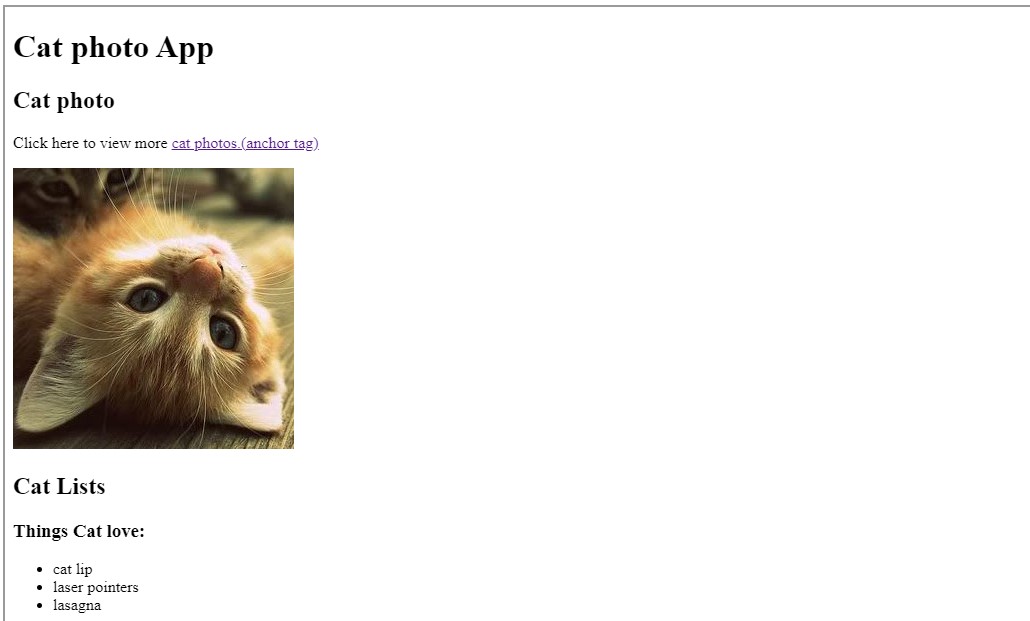 Cat photo App
Cat photo
Click here to view more cat photos.(anchor tag)
Cat Lists
Things Cat love:
cat lip
laser pointers
lasagna